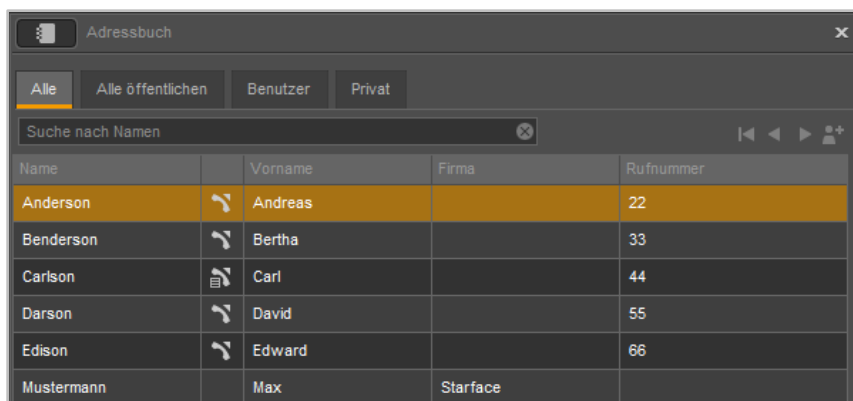 Adressbuch
Alle Alle öffentlichen Benutzer Privat
Suche nach Namen
Name Vorname Firma Rufnummer
Anderson Andreas 22
Benderson Bertha 33
Carlson Carl 44
Darson David 55
Edison Edward 66
Mustermann Max Starface